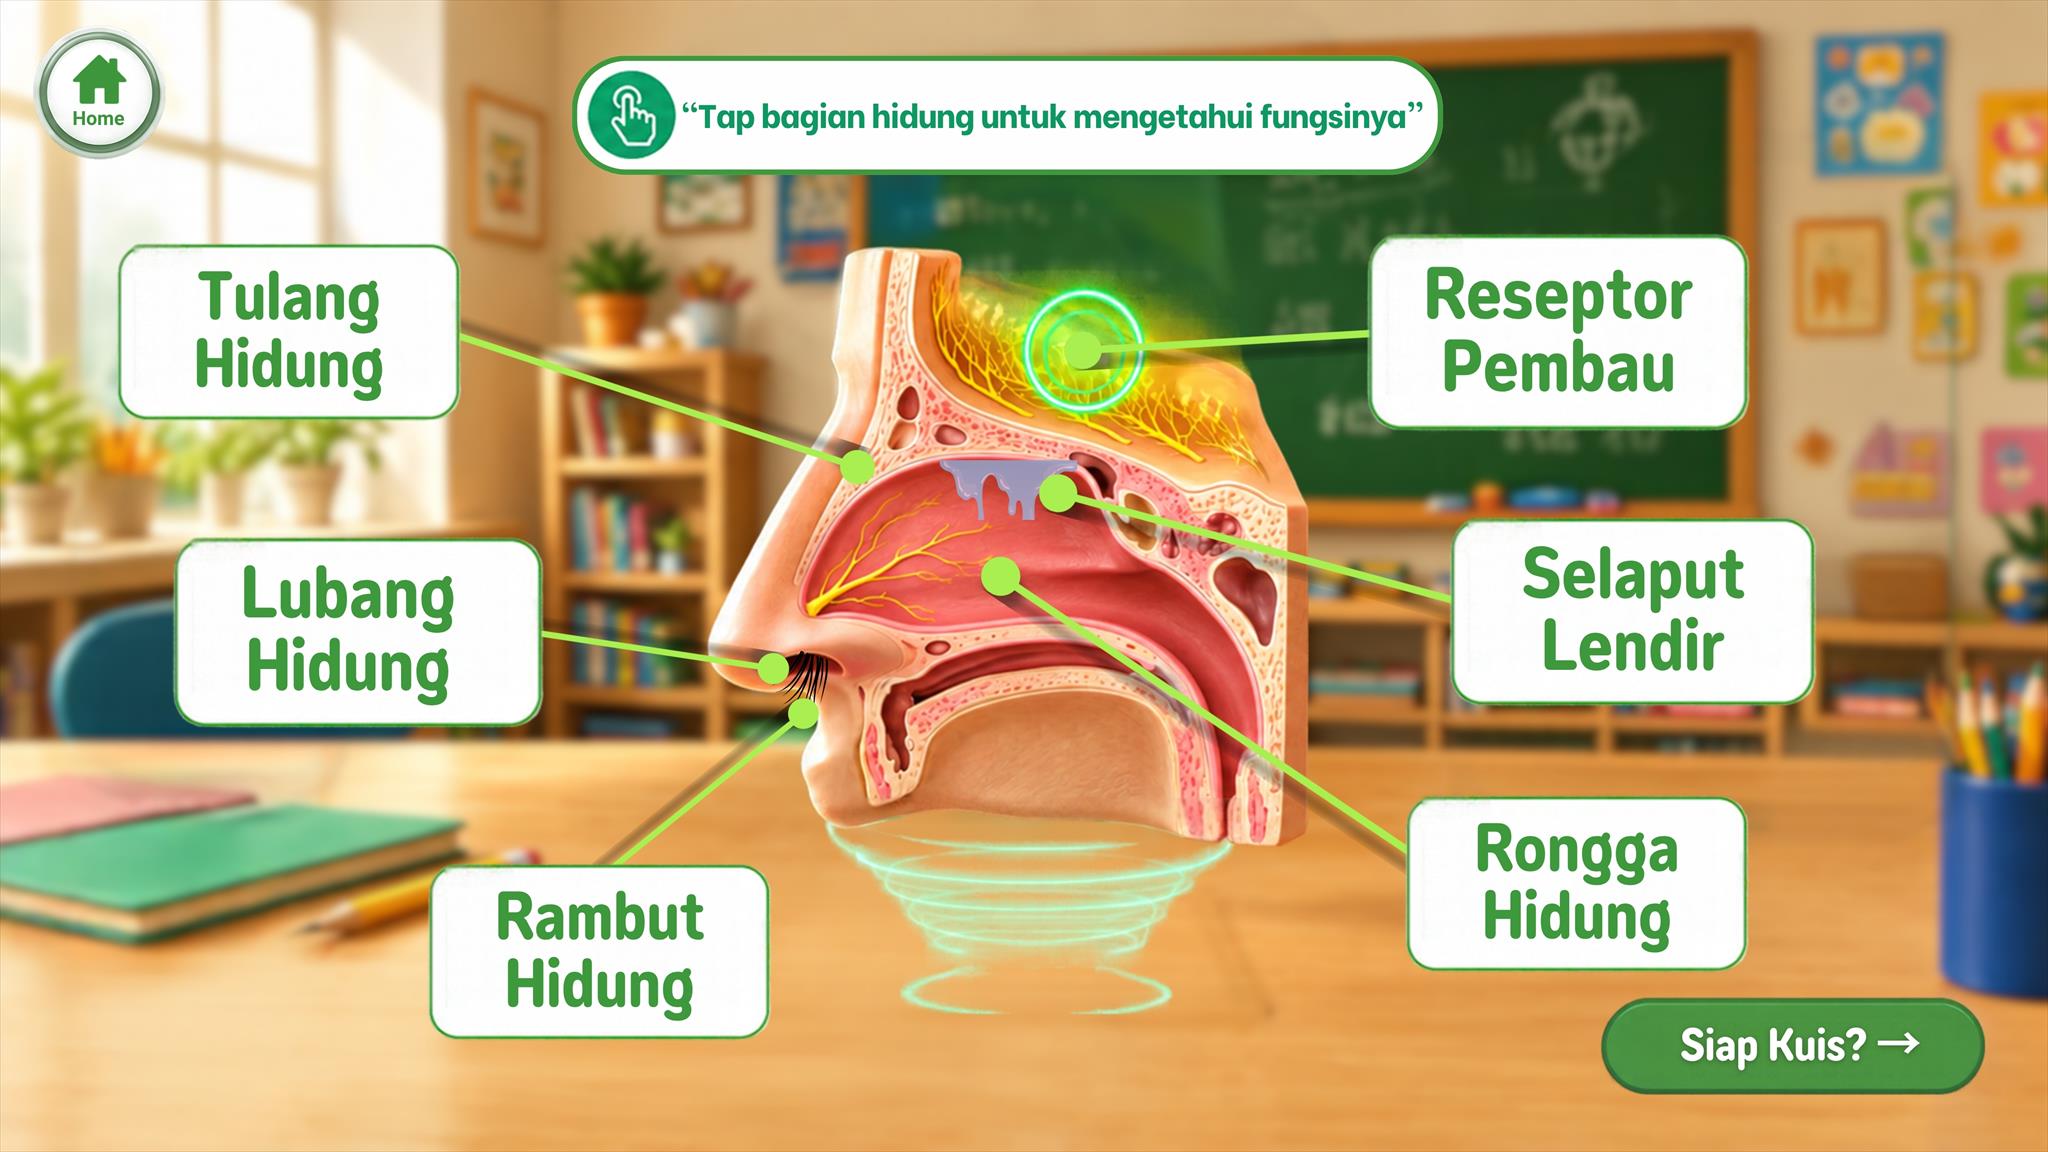 Home
“Tap bagian hidung untuk mengetahui fungsinya”
Tulang
Hidung
Reseptor
Pembau
Lubang
Hidung
Selaput
Lendir
Rambut
Hidung
Rongga
Hidung
Siap Kuis? →